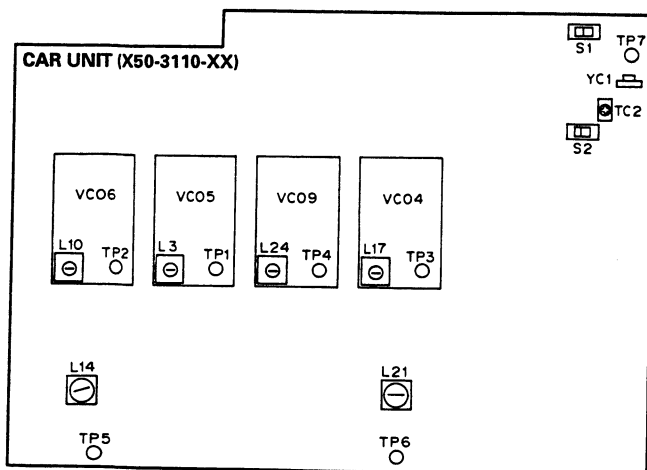 S1
TP7
CAR UNIT (X50-3110-XX)
YC1
TC2
S2
VCO6
VCO5
VCO9
VCO4
L10
TP2
L3
TP1
L24
TP4
L17
TP3
L14
L21
TP5
TP6